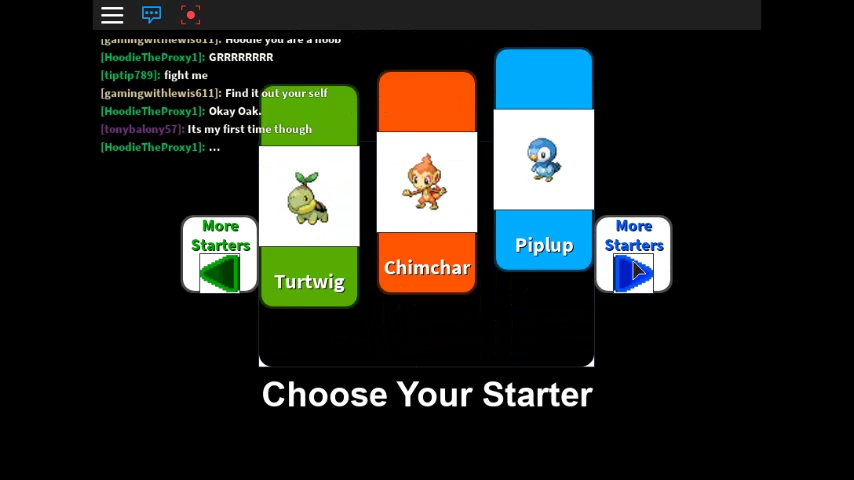 [gamingwithlewis611]: Hoodie you are a noob
[HoodieTheProxy1]: GRRRRRRRR
[tiptip789]: fight me
[gamingwithlewis611]: Find it out your self
[HoodieTheProxy1]: Okay Oak.
[tonybalony57]: Its my first time though
[HoodieTheProxy1]: ...
More
Starters
Turtwig
Chimchar
Piplup
More
Starters
Choose Your Starter